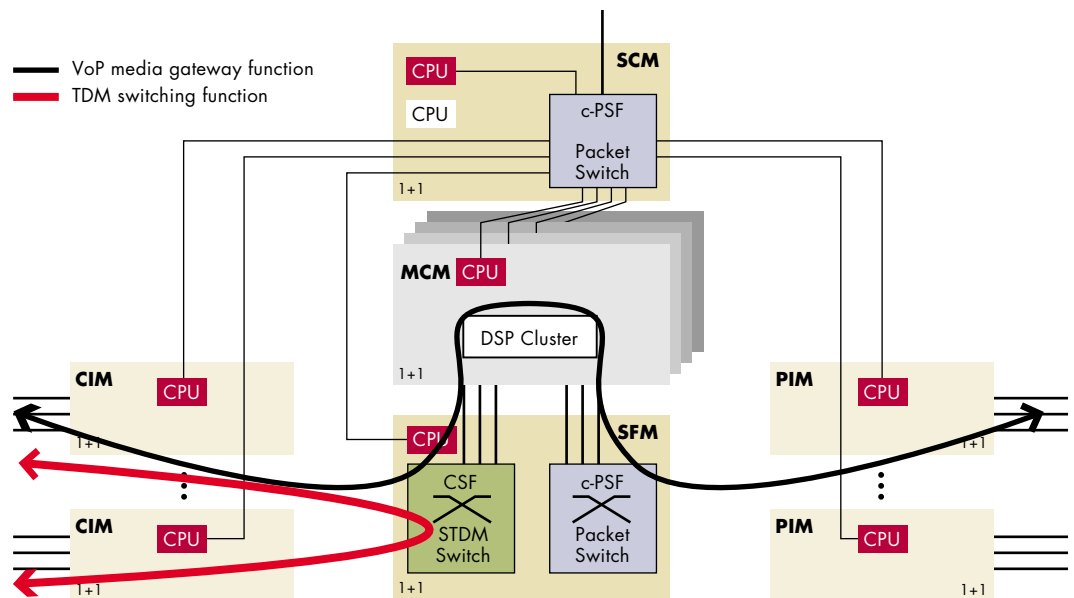 VoP media gateway function
TDM switching function
SCM
CPU
CPU
c-PSF
Packet
Switch
1+1
MCM
CPU
DSP Cluster
1+1
CIM
CPU
1+1
PIM
CPU
1+1
SFM
CPU
CSF
STDM
Switch
c-PSF
Packet
Switch
1+1
CIM
CPU
1+1
PIM
CPU
1+1